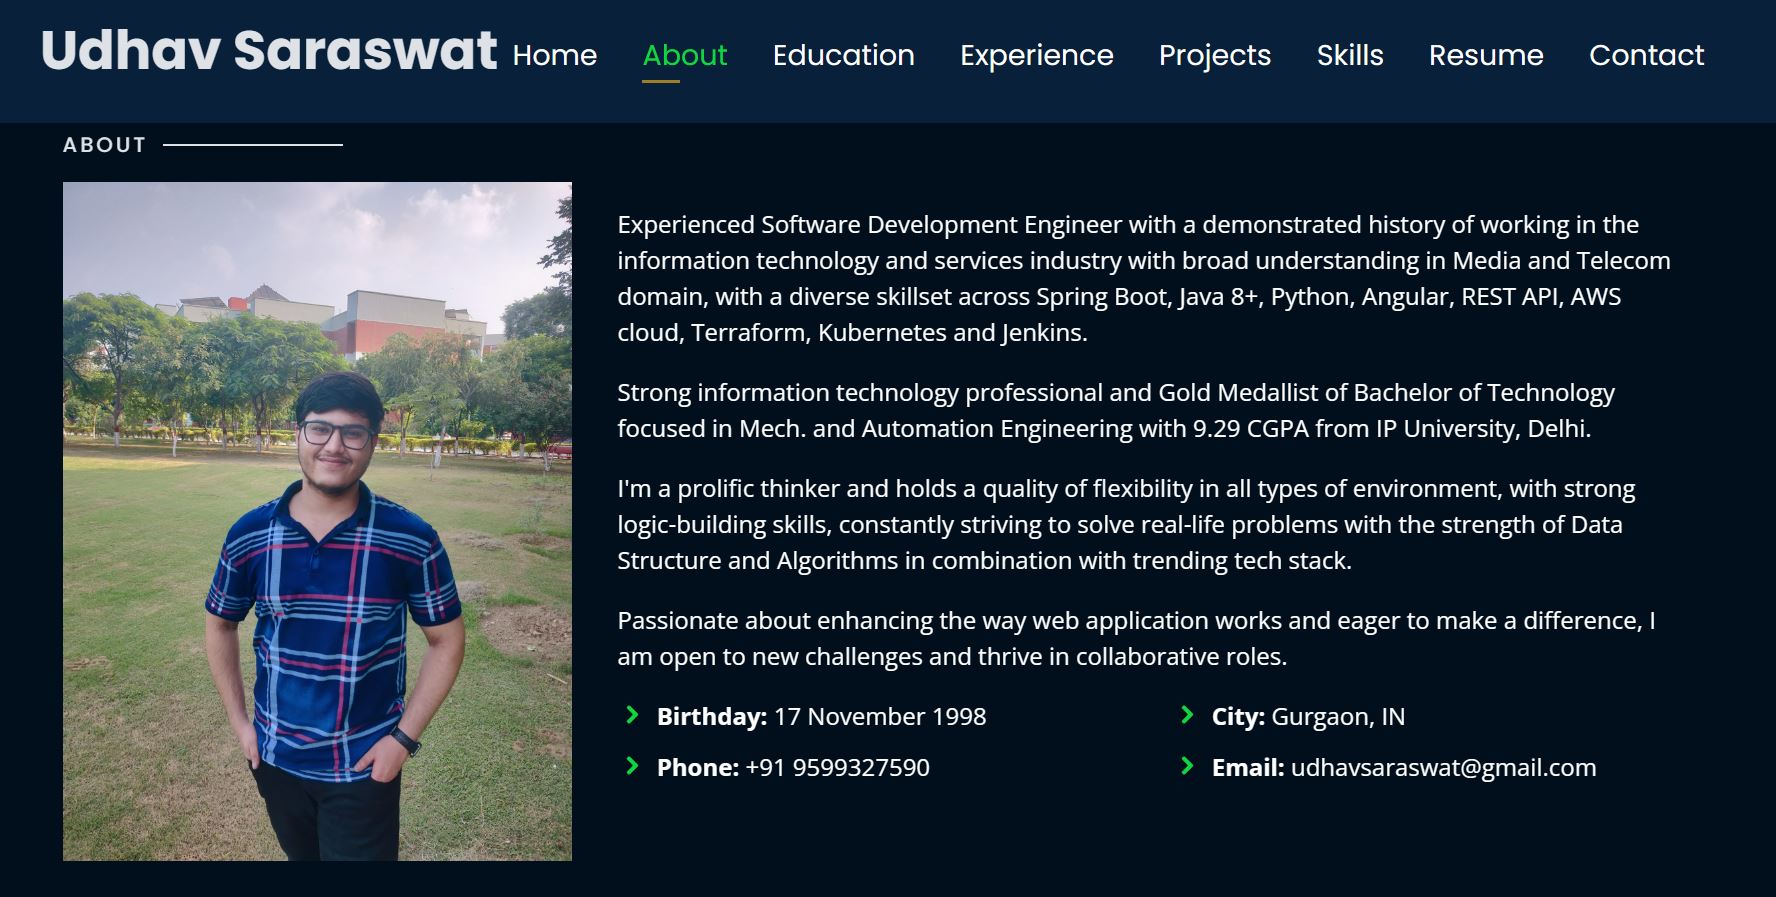 Udhav Saraswat Home About Education Experience Projects Skills Resume Contact
ABOUT
Experienced Software Development Engineer with a demonstrated history of working in the
information technology and services industry with broad understanding in Media and Telecom
domain, with a diverse skillset across Spring Boot, Java 8+, Python, Angular, REST API, AWS
cloud, Terraform, Kubernetes and Jenkins.
Strong information technology professional and Gold Medallist of Bachelor of Technology
focused in Mech. and Automation Engineering with 9.29 CGPA from IP University, Delhi.
I'm a prolific thinker and holds a quality of flexibility in all types of environment, with strong
logic-building skills, constantly striving to solve real-life problems with the strength of Data
Structure and Algorithms in combination with trending tech stack.
Passionate about enhancing the way web application works and eager to make a difference, I
am open to new challenges and thrive in collaborative roles.
Birthday: 17 November 1998
City: Gurgaon, IN
Phone: +91 9599327590
Email: udhavsaraswat@gmail.com